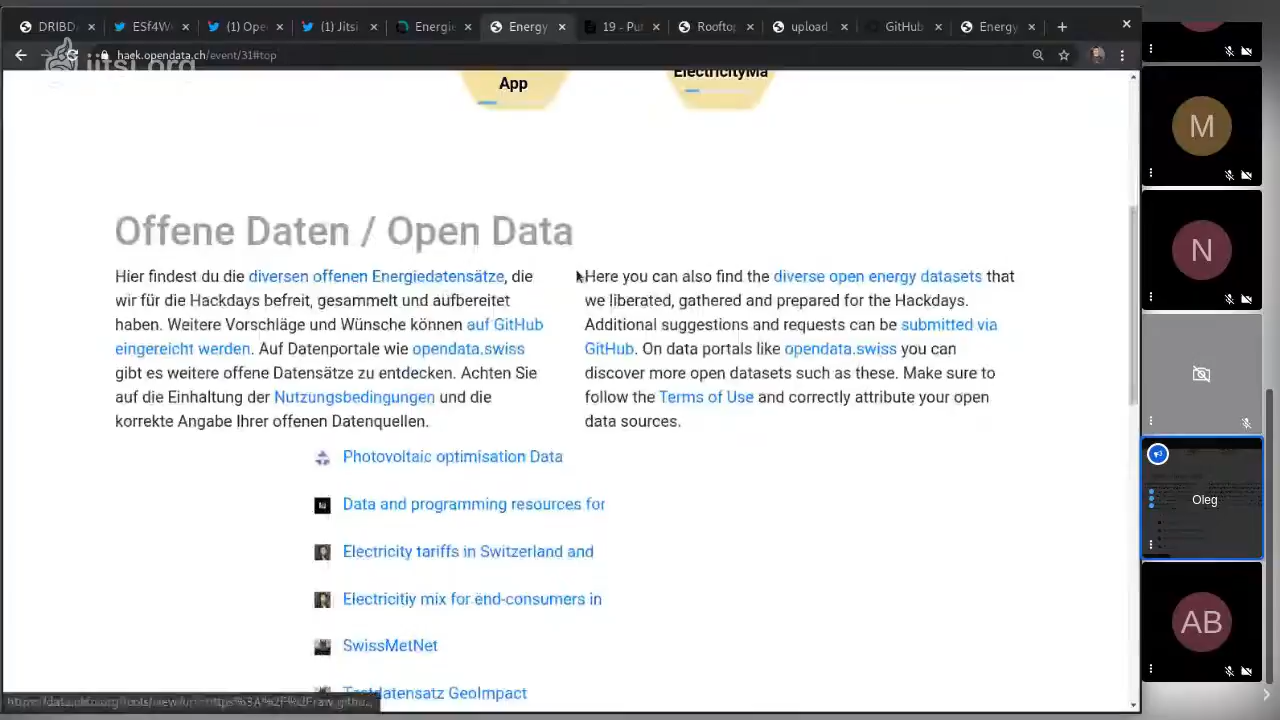 DRIBD
ESf4W
(1) Ope
(1) Jitsi
Energie
Energy
19 - Pu
Rooftop
upload
GitHub
Energy
haek.opendata.ch/event/31#top
jitsi.org
App
ElectricityMa
Offene Daten / Open Data
Hier findest du die diversen offenen Energiedatensätze, die
wir für die Hackdays befreit, gesammelt und aufbereitet
haben. Weitere Vorschläge und Wünsche können auf GitHub
eingereicht werden. Auf Datenportale wie opendata.swiss
gibt es weitere offene Datensätze zu entdecken. Achten Sie
auf die Einhaltung der Nutzungsbedingungen und die
korrekte Angabe Ihrer offenen Datenquellen.
Here you can also find the diverse open energy datasets that
we liberated, gathered and prepared for the Hackdays.
Additional suggestions and requests can be submitted via
GitHub. On data portals like opendata.swiss you can
discover more open datasets such as these. Make sure to
follow the Terms of Use and correctly attribute your open
data sources.
Photovoltaic optimisation Data
Data and programming resources for
Electricity tariffs in Switzerland and
Electricitiy mix for end-consumers in
SwissMetNet
Testdatensatz GeoImpact
M
N
Oleg
AB